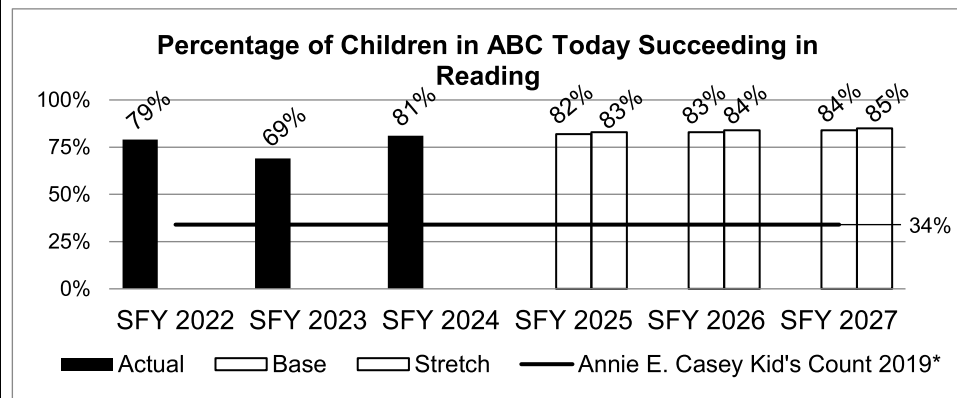 Percentage of Children in ABC Today Succeeding in
Reading
100%
75%
50%
25%
0%
79%
69%
81%
82%
83%
83%
84%
84%
85%
34%
SFY 2022
SFY 2023
SFY 2024
SFY 2025
SFY 2026
SFY 2027
Actual
Base
Stretch
Annie E. Casey Kid's Count 2019*